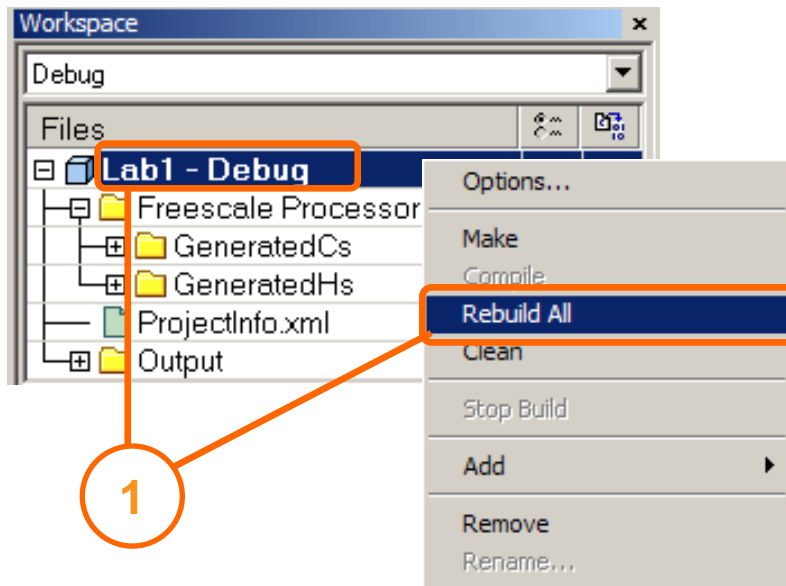 Workspace
Debug
Files
Lab1 - Debug
Freescale Processor
GeneratedCs
GeneratedHs
ProjectInfo.xml
Output
Options...
Make
Compile
Rebuild All
Clean
Stop Build
Add
Remove
Rename...
1